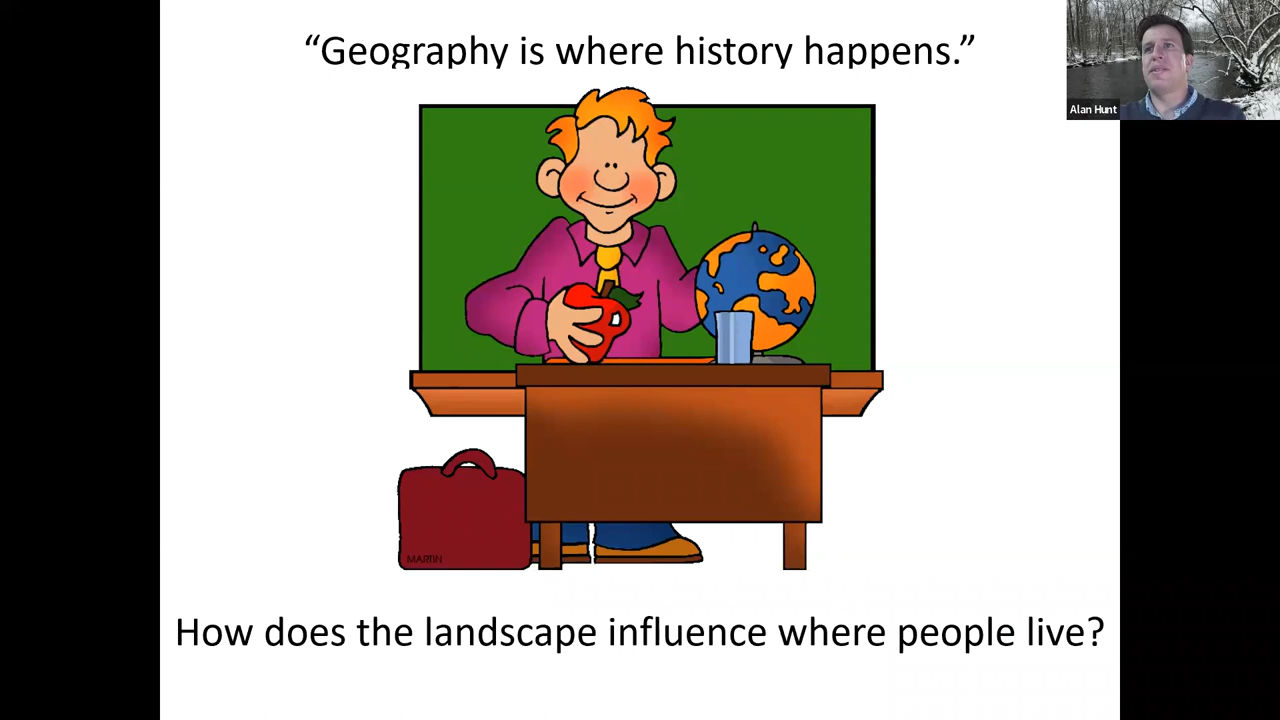 “Geography is where history happens.”
Alan Hunt
MARTIN
How does the landscape influence where people live?